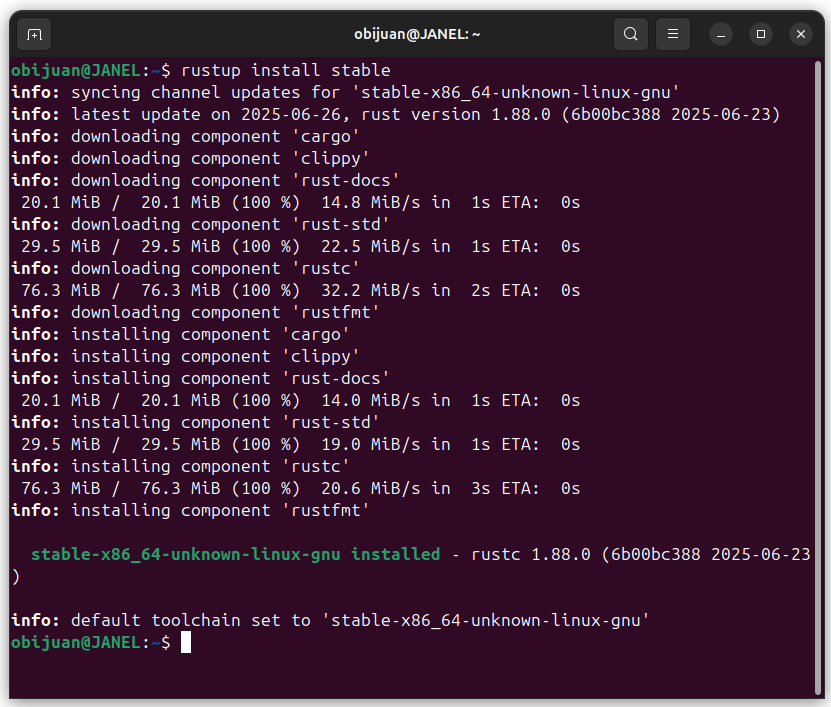 obijuan@JANEL: ~
obijuan@JANEL:~$ rustup install stable
info: syncing channel updates for 'stable-x86_64-unknown-linux-gnu'
info: latest update on 2025-06-26, rust version 1.88.0 (6b00bc388 2025-06-23)
info: downloading component 'cargo'
info: downloading component 'clippy'
info: downloading component 'rust-docs'
 20.1 MiB /  20.1 MiB (100 %)  14.8 MiB/s in  1s ETA:  0s
info: downloading component 'rust-std'
 29.5 MiB /  29.5 MiB (100 %)  22.5 MiB/s in  1s ETA:  0s
info: downloading component 'rustc'
 76.3 MiB /  76.3 MiB (100 %)  32.2 MiB/s in  2s ETA:  0s
info: downloading component 'rustfmt'
info: installing component 'cargo'
info: installing component 'clippy'
info: installing component 'rust-docs'
 20.1 MiB /  20.1 MiB (100 %)  14.0 MiB/s in  1s ETA:  0s
info: installing component 'rust-std'
 29.5 MiB /  29.5 MiB (100 %)  19.0 MiB/s in  1s ETA:  0s
info: installing component 'rustc'
 76.3 MiB /  76.3 MiB (100 %)  20.6 MiB/s in  3s ETA:  0s
info: installing component 'rustfmt'
  stable-x86_64-unknown-linux-gnu installed - rustc 1.88.0 (6b00bc388 2025-06-23
)
info: default toolchain set to 'stable-x86_64-unknown-linux-gnu'
obijuan@JANEL:~$